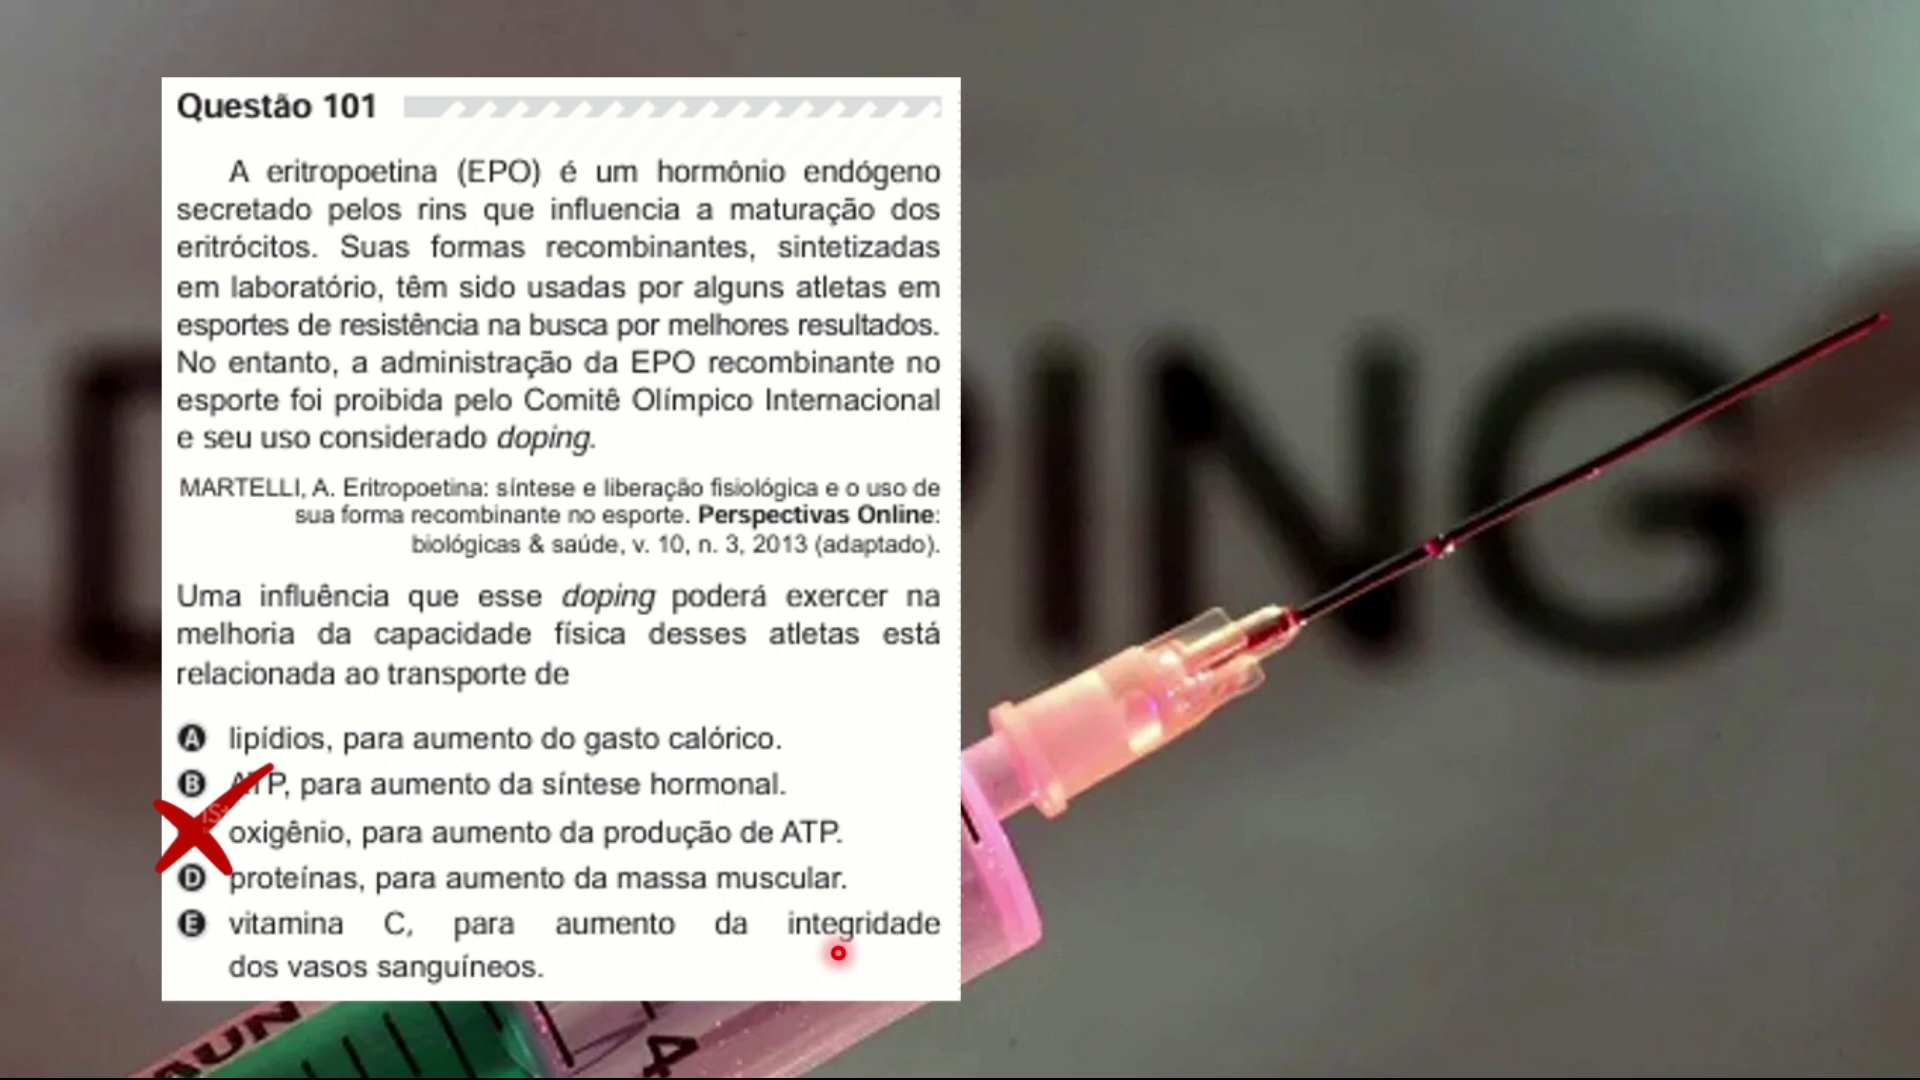 Questão 101
A eritropoetina (EPO) é um hormônio endógeno
secretado pelos rins que influencia a maturação dos
eritrócitos. Suas formas recombinantes, sintetizadas
em laboratório, têm sido usadas por alguns atletas em
esportes de resistência na busca por melhores resultados.
No entanto, a administração da EPO recombinante no
esporte foi proibida pelo Comitê Olímpico Internacional
e seu uso considerado doping.
MARTELLI, A. Eritropoetina: síntese e liberação fisiológica e o uso de
sua forma recombinante no esporte. Perspectivas Online:
biológicas & saúde, v. 10, n. 3, 2013 (adaptado).
Uma influência que esse doping poderá exercer na
melhoria da capacidade física desses atletas está
relacionada ao transporte de
A lipídios, para aumento do gasto calórico.
B ATP, para aumento da síntese hormonal.
oxigênio, para aumento da produção de ATP.
D proteínas, para aumento da massa muscular.
E vitamina C, para aumento da integridade
dos vasos sanguíneos.
ING
4